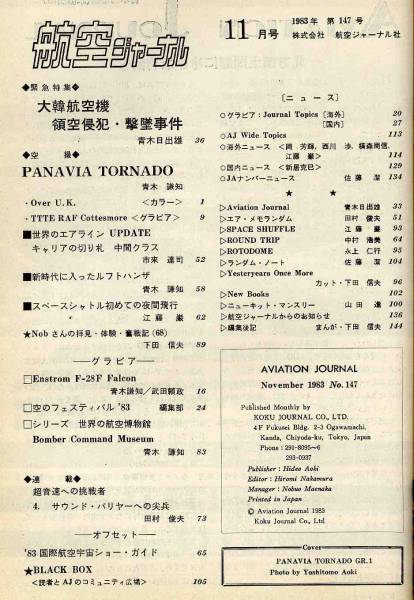 航空ジャーナル
11月号
1983年 第147号
株式会社 航空ジャーナル社
◆緊急特集◆
大韓航空機
領空侵犯・撃墜事件
青木日出雄 36
◆空 撮◆
PANAVIA TORNADO
青木 謙知
・Over U.K. <カラー> 1
・TTTE RAF Cottesmore <グラビア> 9
■世界のエアライン UPDATE
キャリアの切り札 中間クラス
市来 達司 52
■新時代に入ったルフトハンザ
青木 謙知 58
■スペースシャトル初めての夜間飛行
江藤 巌 62
★Nobさんの拝見・体験・奮戦記(68)
下田 信夫 89
――グラビア――
□Enstrom F-28F Falcon
青木謙知/武田頼政 16
□空のフェスティバル'83 編集部 24
□シリーズ 世界の航空博物館
Bomber Command Museum
青木 謙知 83
◆連 載◆
超音速への挑戦者
4. サウンド・バリヤーへの尖兵
田村 俊夫 73
――オフセット――
'83国際航空宇宙ショー・ガイド 65
★BLACK BOX
<読者とAJのコミュニティ広場> 105
[ニュース]
○グラビア:Journal Topics [海外] 20
[国内] 27
○AJ Wide Topics 113
○海外ニュース <岡 芳輝、西川 渉、横森周信、
江藤 巌> 114
○国内ニュース <新居克巳> 129
○JAナンバーニュース 佐藤 潔 134
★ ★
▷Aviation Journal 青木日出雄 33
▷エア・メモランダム 田村 俊夫 51
▷SPACE SHUFFLE 江藤 巌 93
▷ROUND TRIP 中村 浩美 64
▷ROTODOME 永上 仁行 95
▷ランダム・ノート 佐藤 潔 104
▷Yesteryears Once More
カット・下田 信夫 96
▷New Books 102
▷ニューキット・マンスリー 山田 進 100
▷航空ジャーナルからのお知らせ 136
▷編集後記 まんが・下田 信夫 144
AVIATION JOURNAL
November 1983 No.147
Published Monthly by
KOKU JOURNAL CO., LTD.
4F Fukusei Bldg. 2-3 Ogawamachi,
Kanda, Chiyoda-ku, Tokyo, Japan
Phone : 291-8095~6
293-0937
Publisher : Hideo Aoki
Editor : Hiromi Nakamura
Manager : Nobuo Maenaka
Printed in Japan
© Aviation Journal 1983
Koku Journal Co., Ltd.
Cover
PANAVIA TORNADO GR.1
Photo by Yoshitomo Aoki